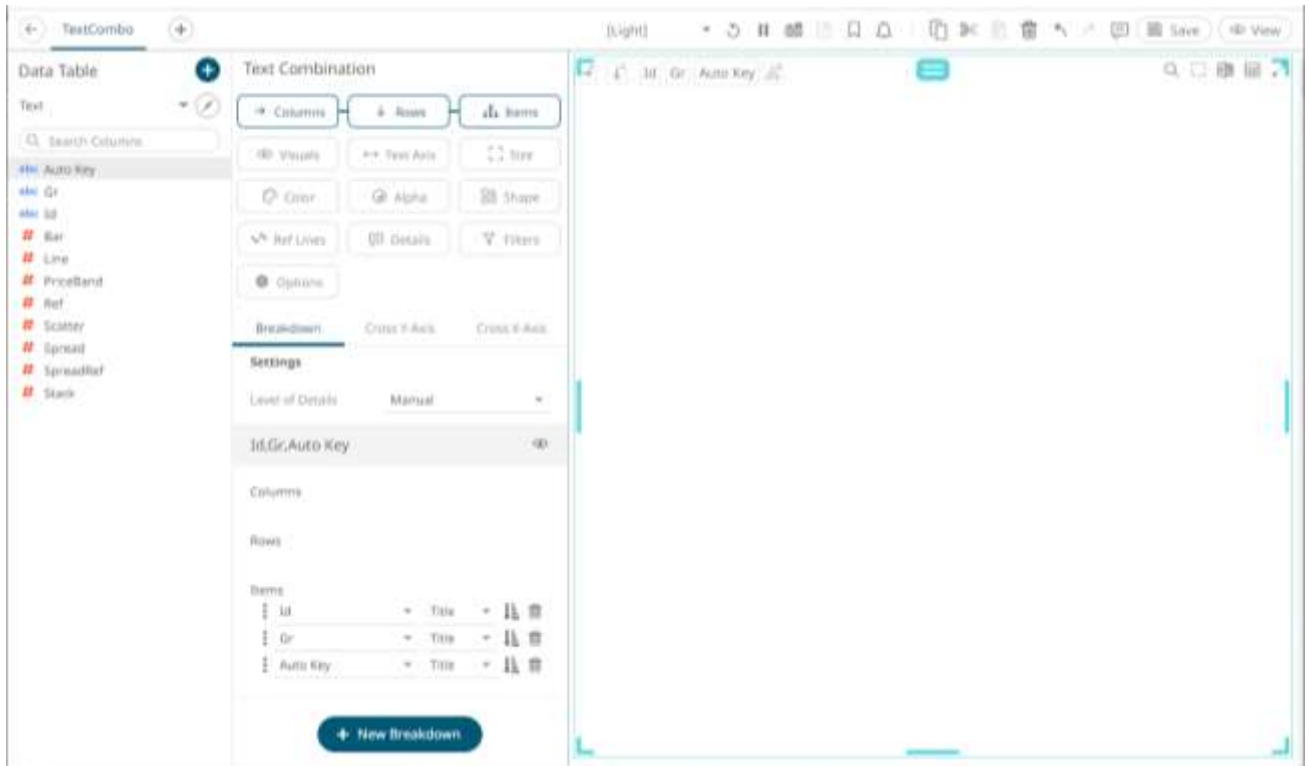 TextCombo
[Light]
Save
View
Data Table
Text
Search Columns
abc Auto Key
abc Gr
abc Id
# Bar
# Line
# PriceBand
# Ref
# Scatter
# Spread
# SpreadRef
# Stack
Text Combination
Columns
Rows
Items
Visuals
Text Axis
Size
Color
Alpha
Shape
Ref Lines
Details
Filters
Options
Breakdown
Cross Y-Axis
Cross X-Axis
Settings
Level of Details Manual
Id,Gr,Auto Key
Columns
Rows
Items
Id Title
Gr Title
Auto Key Title
+ New Breakdown
Id Gr Auto Key